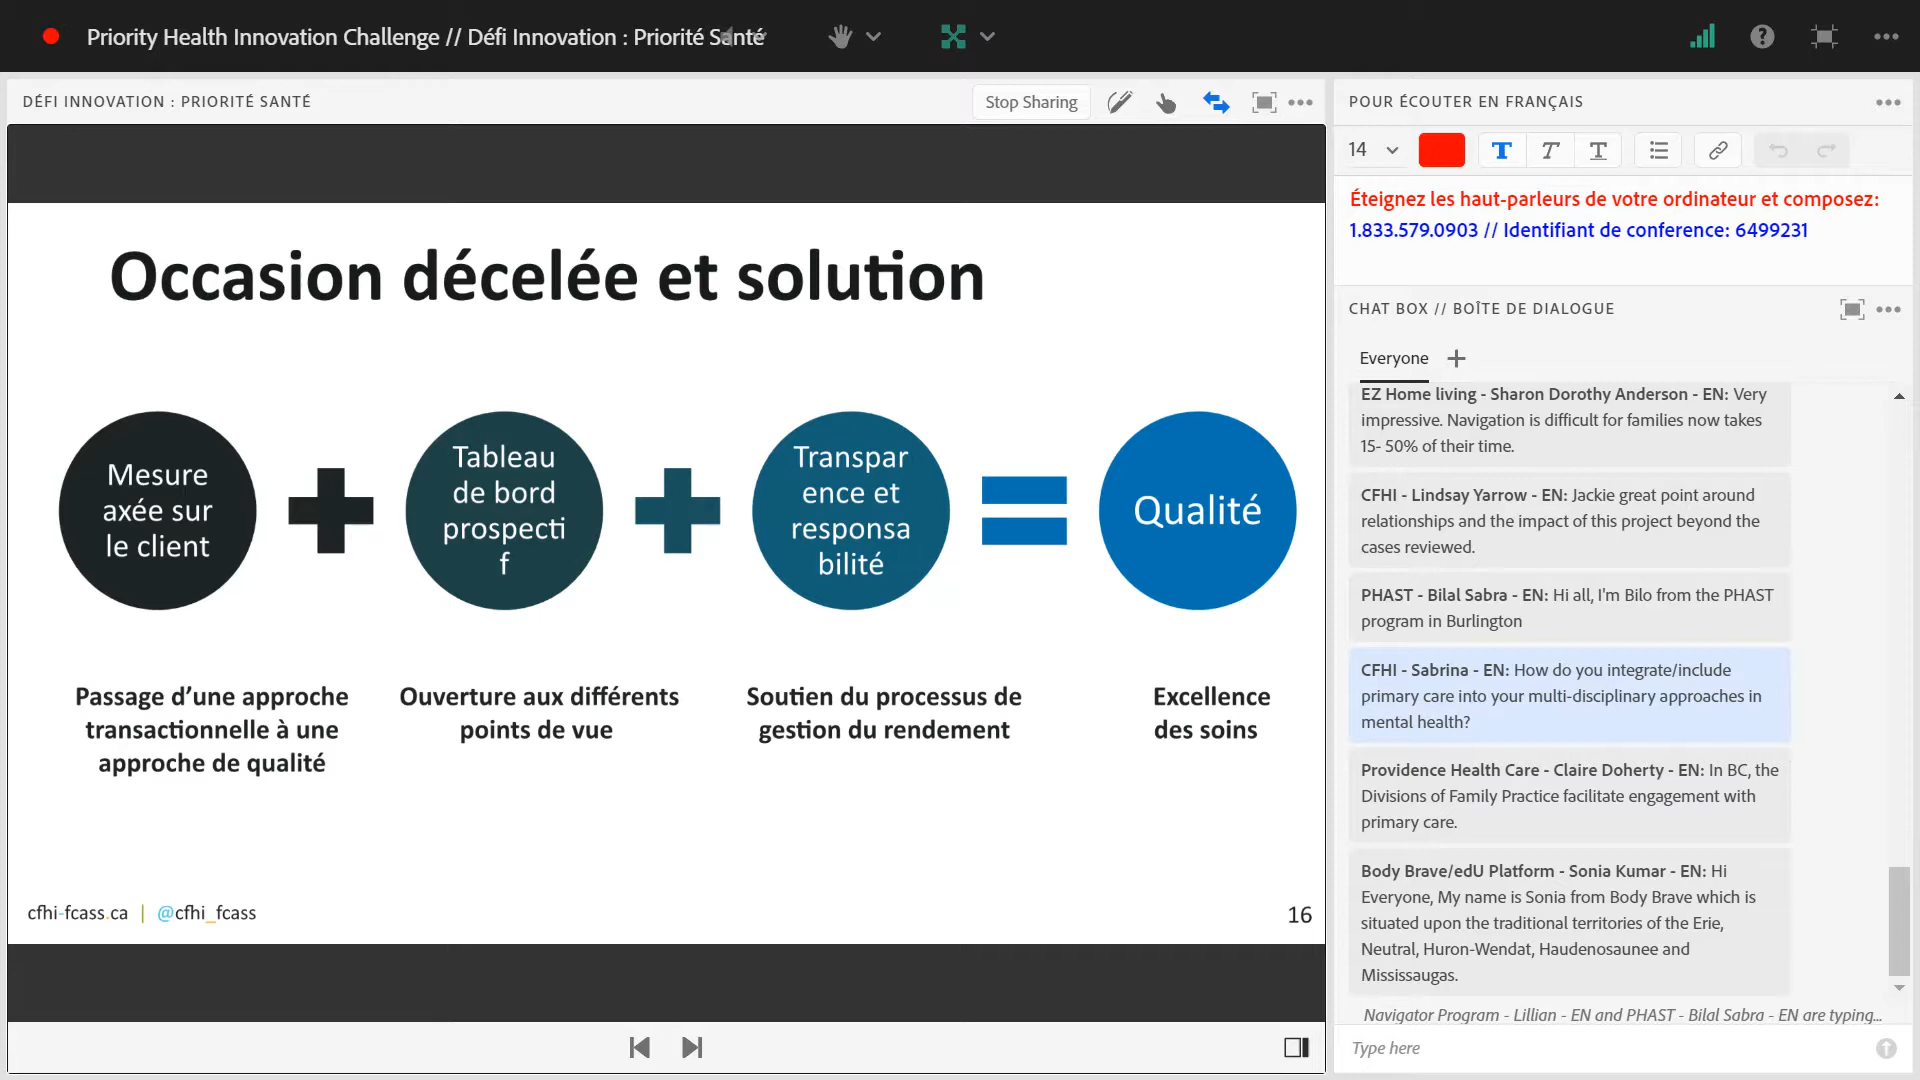 Priority Health Innovation Challenge // Défi Innovation : Priorité Santé
DÉFI INNOVATION : PRIORITÉ SANTÉ
Stop Sharing
Occasion décelée et solution
Mesure
axée sur
le client
Tableau
de bord
prospecti
f
Transpar
ence et
responsa
bilité
Qualité
Passage d’une approche
transactionnelle à une
approche de qualité
Ouverture aux différents
points de vue
Soutien du processus de
gestion du rendement
Excellence
des soins
cfhi-fcass.ca | @cfhi_fcass
16
POUR ÉCOUTER EN FRANÇAIS
14
Éteignez les haut-parleurs de votre ordinateur et composez:
1.833.579.0903 // Identifiant de conference: 6499231
CHAT BOX // BOÎTE DE DIALOGUE
Everyone
EZ Home living - Sharon Dorothy Anderson - EN: Very
impressive. Navigation is difficult for families now takes
15- 50% of their time.
CFHI - Lindsay Yarrow - EN: Jackie great point around
relationships and the impact of this project beyond the
cases reviewed.
PHAST - Bilal Sabra - EN: Hi all, I'm Bilo from the PHAST
program in Burlington
CFHI - Sabrina - EN: How do you integrate/include
primary care into your multi-disciplinary approaches in
mental health?
Providence Health Care - Claire Doherty - EN: In BC, the
Divisions of Family Practice facilitate engagement with
primary care.
Body Brave/edU Platform - Sonia Kumar - EN: Hi
Everyone, My name is Sonia from Body Brave which is
situated upon the traditional territories of the Erie,
Neutral, Huron-Wendat, Haudenosaunee and
Mississaugas.
Navigator Program - Lillian - EN and PHAST - Bilal Sabra - EN are typing...
Type here